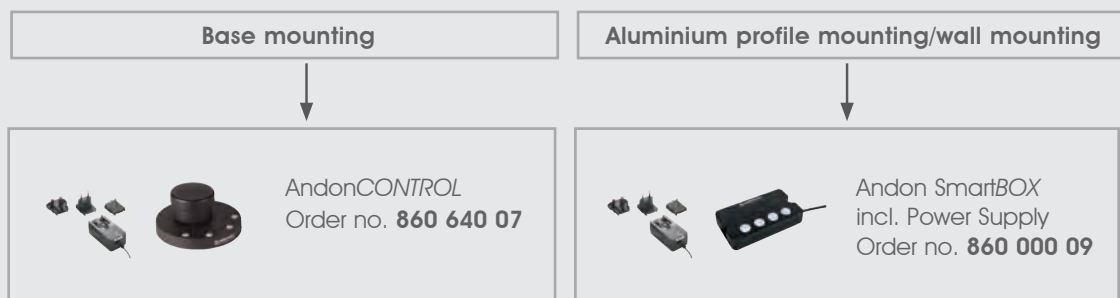 Base mounting
Aluminium profile mounting/wall mounting
AndonCONTROL
Order no. 860 640 07
Andon SmartBOX
incl. Power Supply
Order no. 860 000 09